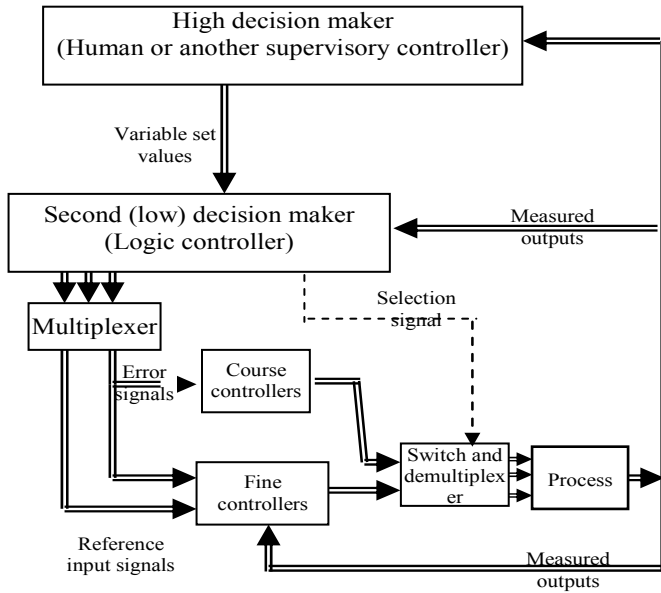 High decision maker
(Human or another supervisory controller)
Variable set
values
Second (low) decision maker
(Logic controller)
Measured
outputs
Multiplexer
Selection
signal
Error
signals
Course
controllers
Switch and
demultiplex
er
Process
Fine
controllers
Reference
input signals
Measured
outputs